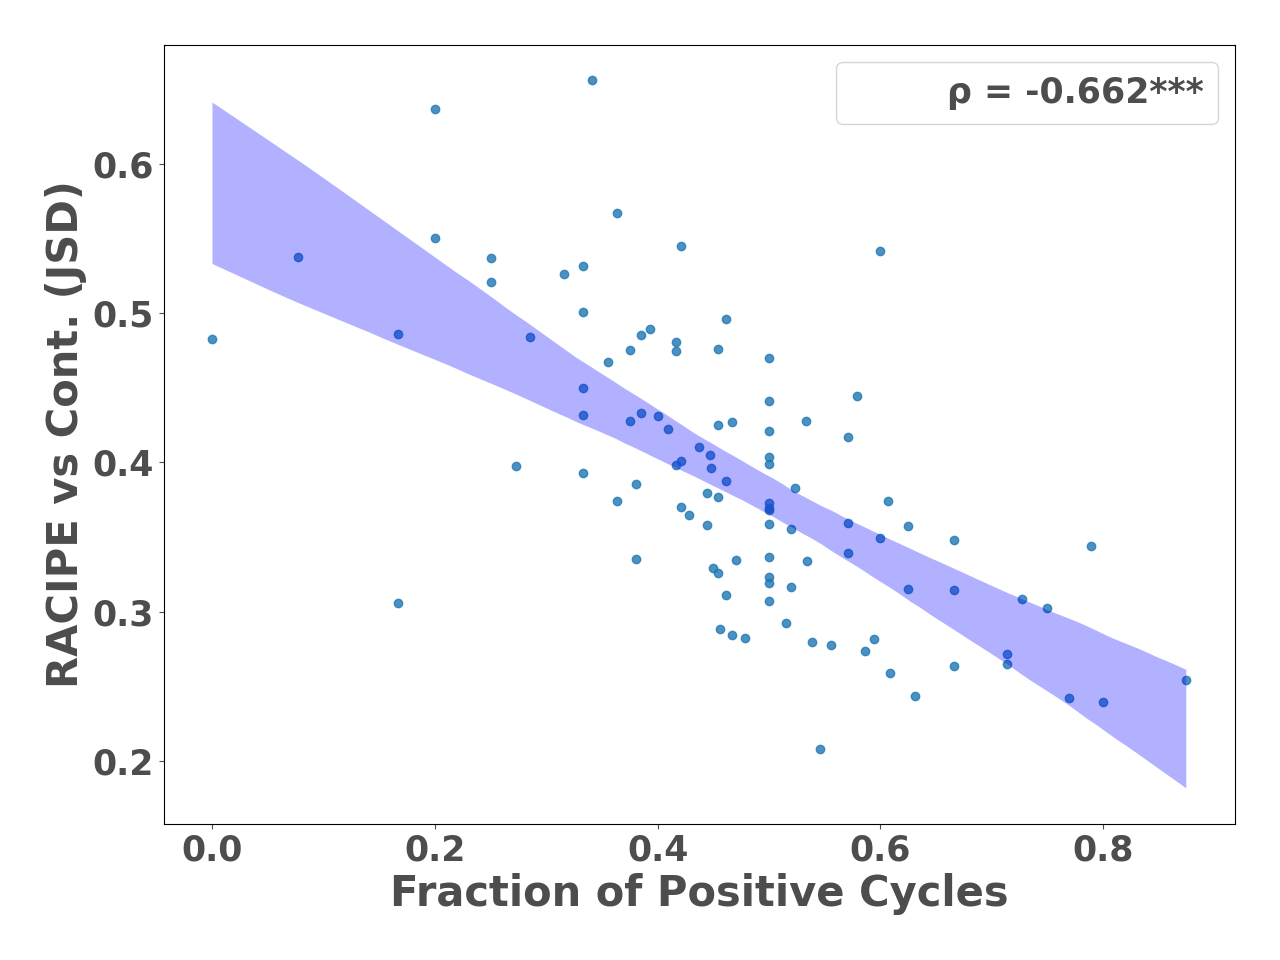 ρ = -0.662***
RACIPE vs Cont. (JSD)
0.6
0.5
0.4
0.3
0.2
0.0 0.2 0.4 0.6 0.8
Fraction of Positive Cycles